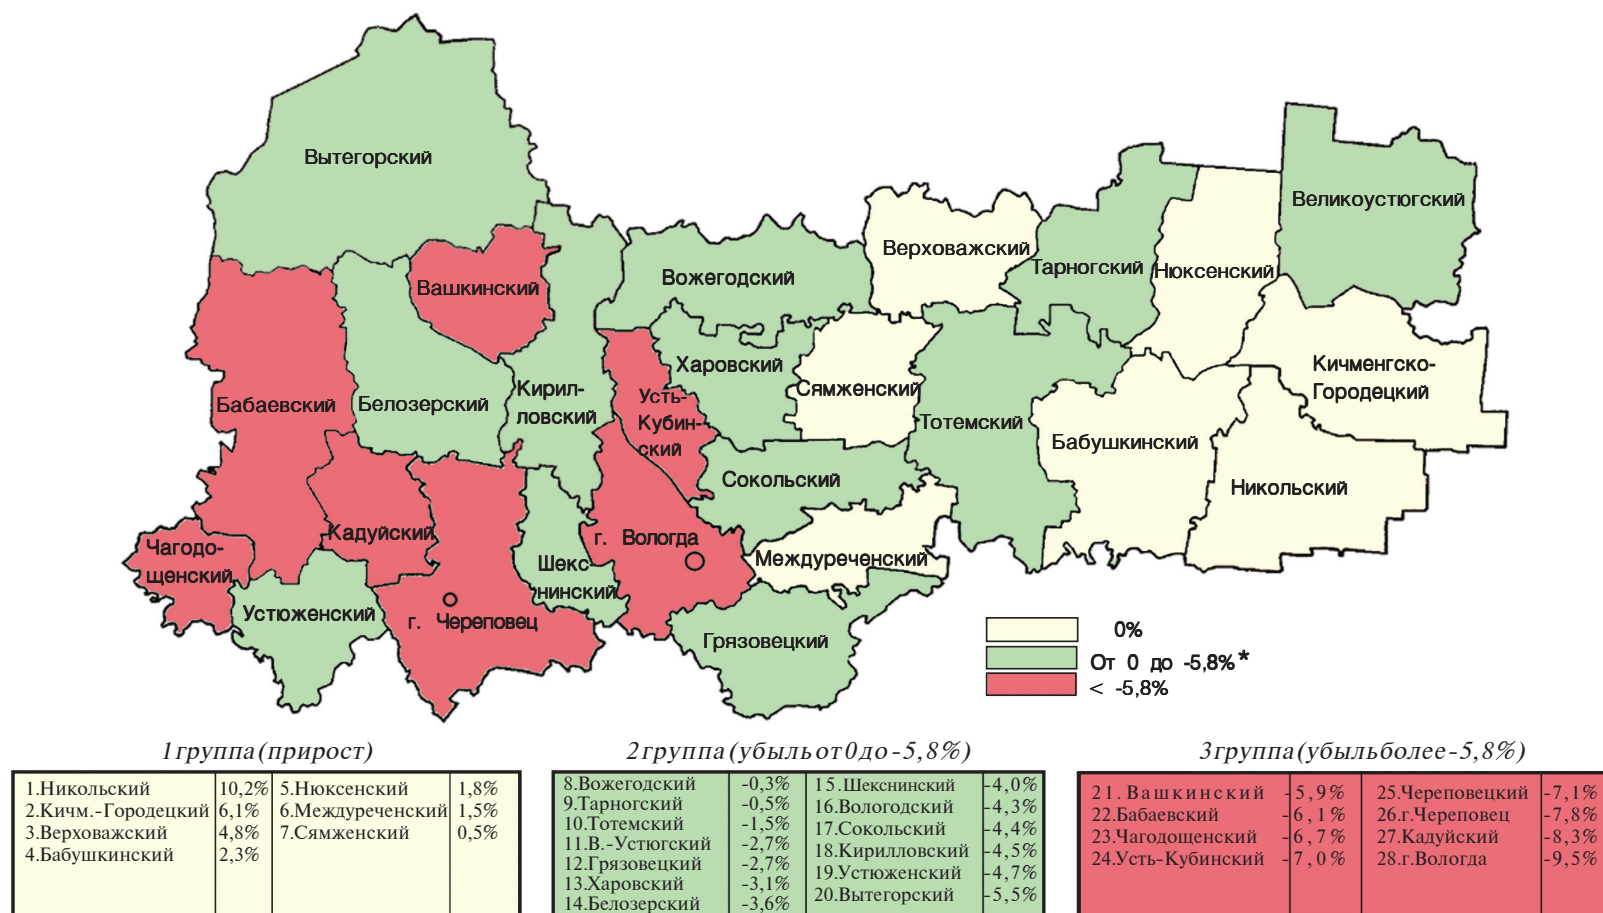 Вытегорский
Великоустюгский
Верховажский
Тарногский
Нюксенский
Вожегодский
Вашкинский
Харовский
Сямженский
Кичменгско-
Городецкий
Кирил-
ловский
Усть-
Кубин-
ский
Бабаевский
Белозерский
Тотемский
Бабушкинский
Сокольский
Никольский
Кадуйский
г. Вологда
Чагодо-
щенский
Шекс
нинский
Междуреченский
Устюженский
г. Череповец
Грязовецкий
0%
От 0 до -5,8%*
< -5,8%
1 группа (прирост)
1.Никольский 10,2%
2.Кичм.-Городецкий 6,1%
3.Верховажский 4,8%
4.Бабушкинский 2,3%
5.Нюксенский 1,8%
6.Междуреченский 1,5%
7.Сямженский 0,5%
2 группа (убыль от 0 до -5,8%)
8.Вожегодский -0,3%
9.Тарногский -0,5%
10.Тотемский -1,5%
11.В.-Устюгский -2,7%
12.Грязовецкий -2,7%
13.Харовский -3,1%
14.Белозерский -3,6%
15.Шекснинский -4,0%
16.Вологодский -4,3%
17.Сокольский -4,4%
18.Кирилловский -4,5%
19.Устюженский -4,7%
20.Вытегорский -5,5%
3 группа (убыль более -5,8%)
21. Вашкинский -5,9%
22.Бабаевский -6,1%
23.Чагодощенский -6,7%
24.Усть-Кубинский -7,0%
25.Череповецкий -7,1%
26.г.Череповец -7,8%
27.Кадуйский -8,3%
28.г.Вологда -9,5%